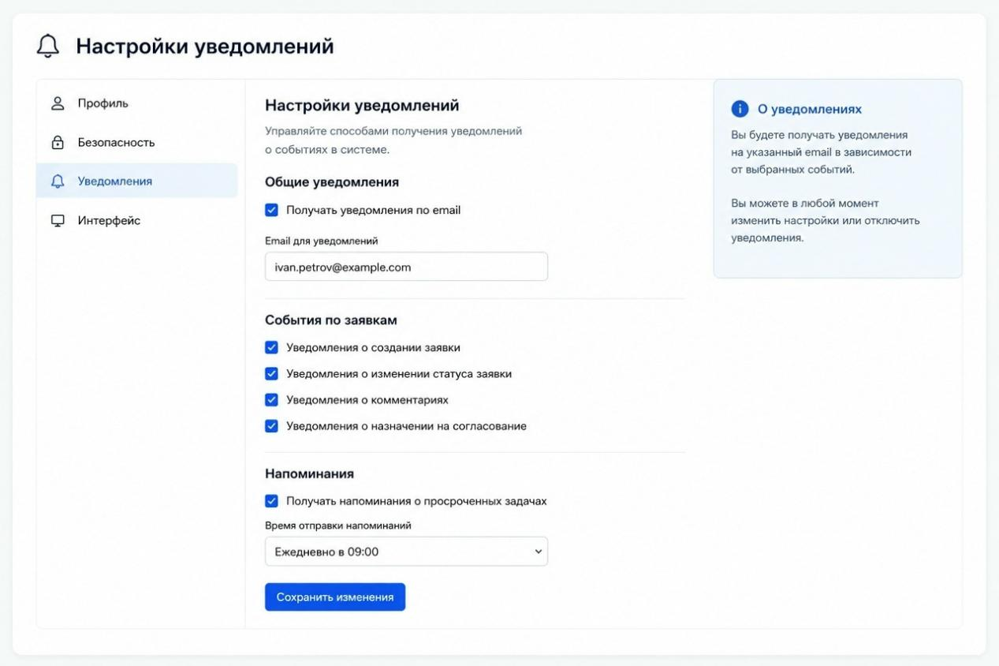 Настройки уведомлений
Профиль
Безопасность
Уведомления
Интерфейс
Настройки уведомлений
Управляйте способами получения уведомлений
о событиях в системе.
Общие уведомления
Получать уведомления по email
Email для уведомлений
ivan.petrov@example.com
События по заявкам
Уведомления о создании заявки
Уведомления о изменении статуса заявки
Уведомления о комментариях
Уведомления о назначении на согласование
Напоминания
Получать напоминания о просроченных задачах
Время отправки напоминаний
Ежедневно в 09:00
Сохранить изменения
О уведомлениях
Вы будете получать уведомления
на указанный email в зависимости
от выбранных событий.
Вы можете в любой момент
изменить настройки или отключить
уведомления.